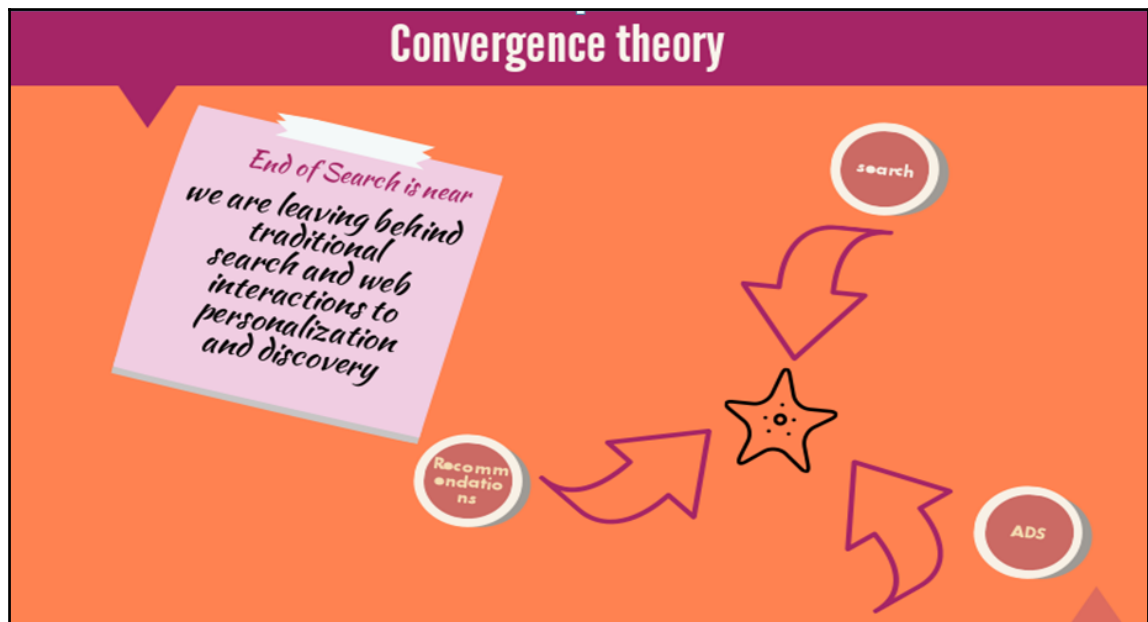 Convergence theory
End of Search is near
we are leaving behind
traditional
search and web
interactions to
personalization
and discovery
search
Recomm
endatio
ns
ADS